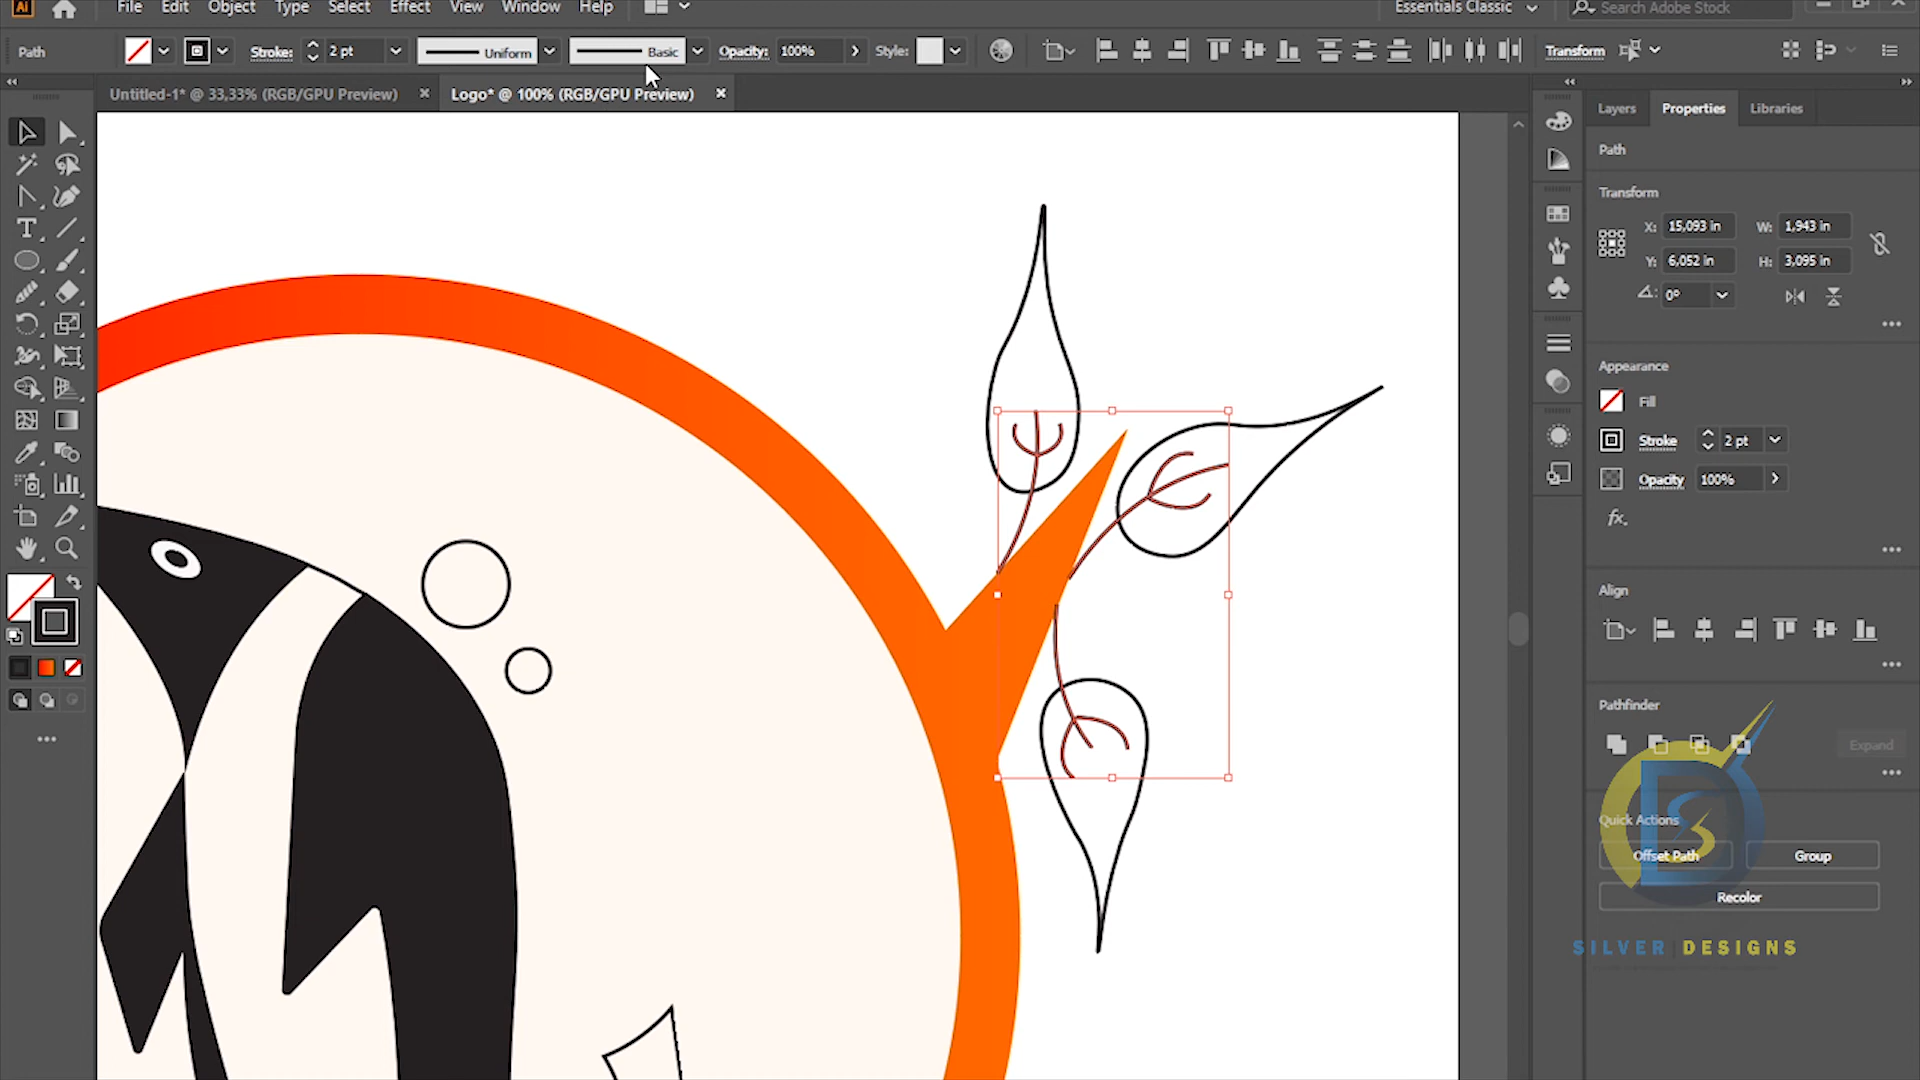 Ai File Edit Object Type Select Effect View Window Help Essentials Classic Search Adobe Stock
Path Stroke: 2 pt Uniform Basic Opacity: 100% Style: Transform
Untitled-1* @ 33,33% (RGB/GPU Preview) Logo* @ 100% (RGB/GPU Preview)
Layers Properties Libraries
Path
Transform
X: 15,093 in W: 1,943 in
Y: 6,052 in H: 3,095 in
0°
Appearance
Fill
Stroke 2 pt
Opacity 100%
fx.
Align
Pathfinder
Expand
Quick Actions
Offset Path Group
Recolor
SILVER DESIGNS